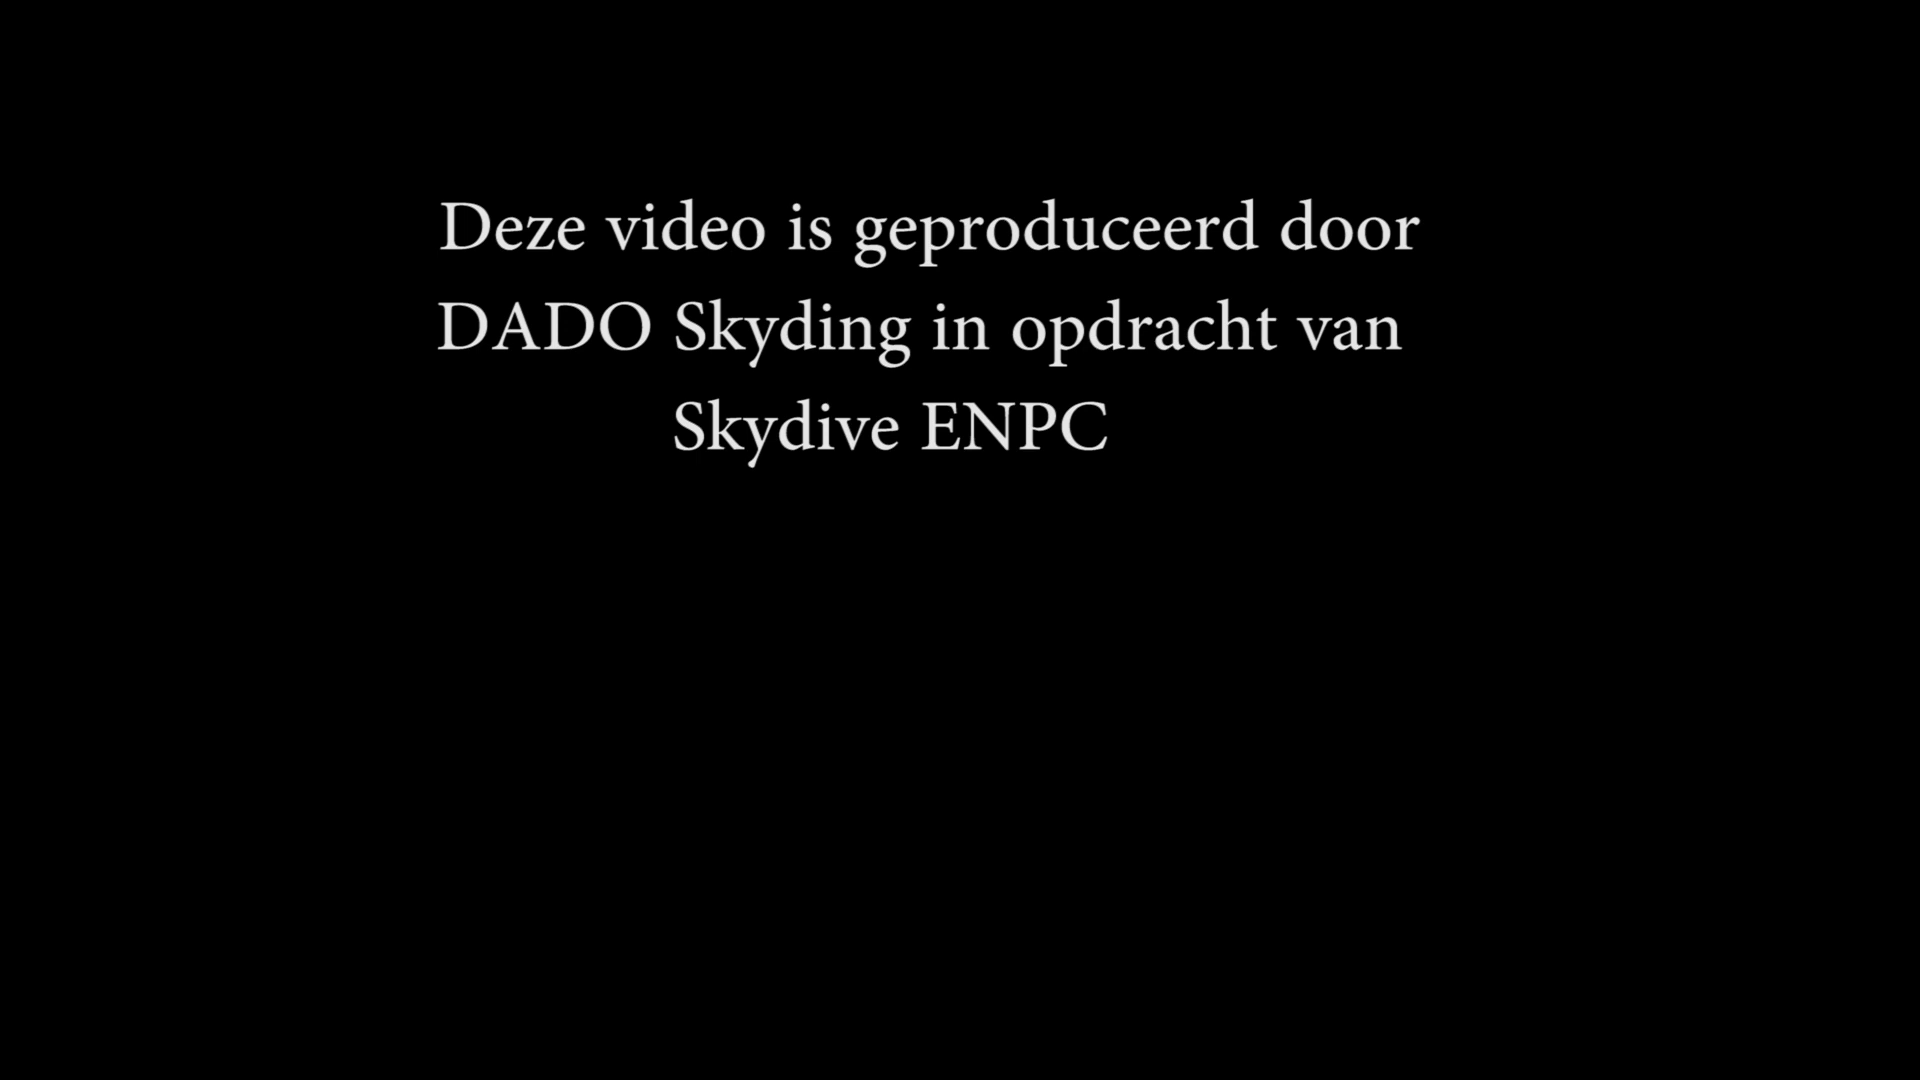 Deze video is geproduceerd door
DADO Skyding in opdracht van
Skydive ENPC